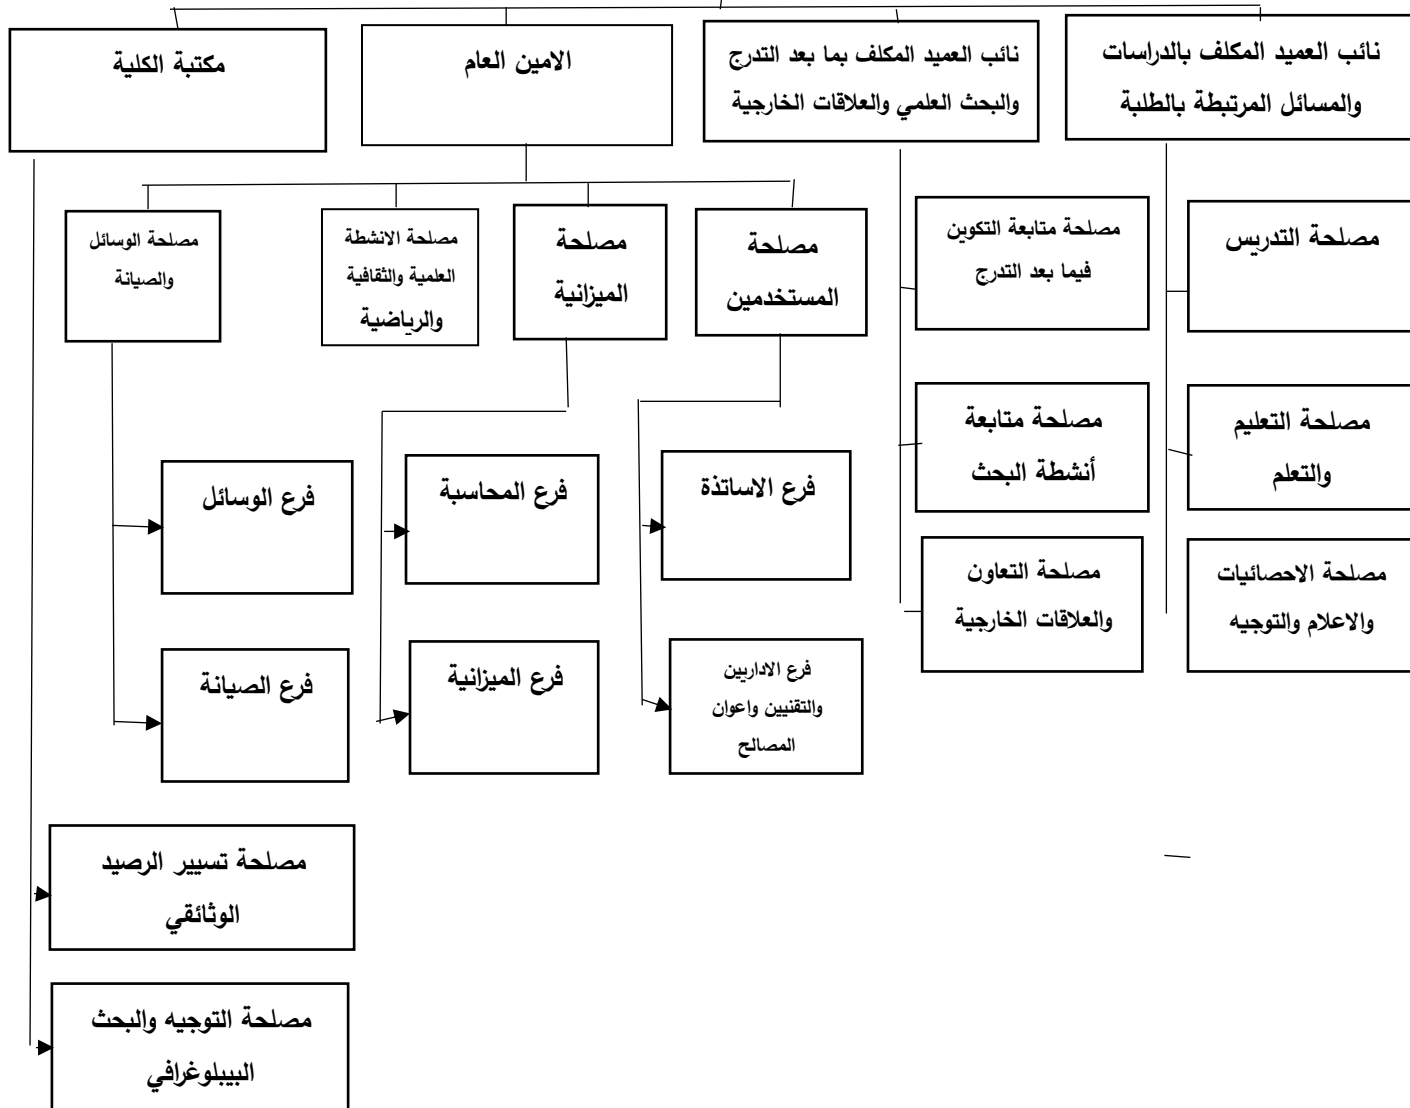 نائب العميد المكلف بالدراسات
والمسائل المرتبطة بالطلبة
نائب العميد المكلف بما بعد التدرج
والبحث العلمي والعلاقات الخارجية
الامين العام
مكتبة الكلية
مصلحة التدريس
مصلحة التعليم
والتعلم
مصلحة الاحصائيات
والاعلام والتوجيه
مصلحة متابعة التكوين
فيما بعد التدرج
مصلحة متابعة
أنشطة البحث
مصلحة التعاون
والعلاقات الخارجية
مصلحة
المستخدمين
مصلحة
الميزانية
مصلحة الانشطة
العلمية والثقافية
والرياضية
مصلحة الوسائل
والصيانة
فرع الاساتذة
فرع الاداريين
والتقنيين واعوان
المصالح
فرع المحاسبة
فرع الميزانية
فرع الوسائل
فرع الصيانة
مصلحة تسيير الرصيد
الوثائقي
مصلحة التوجيه والبحث
البيبلوغرافي